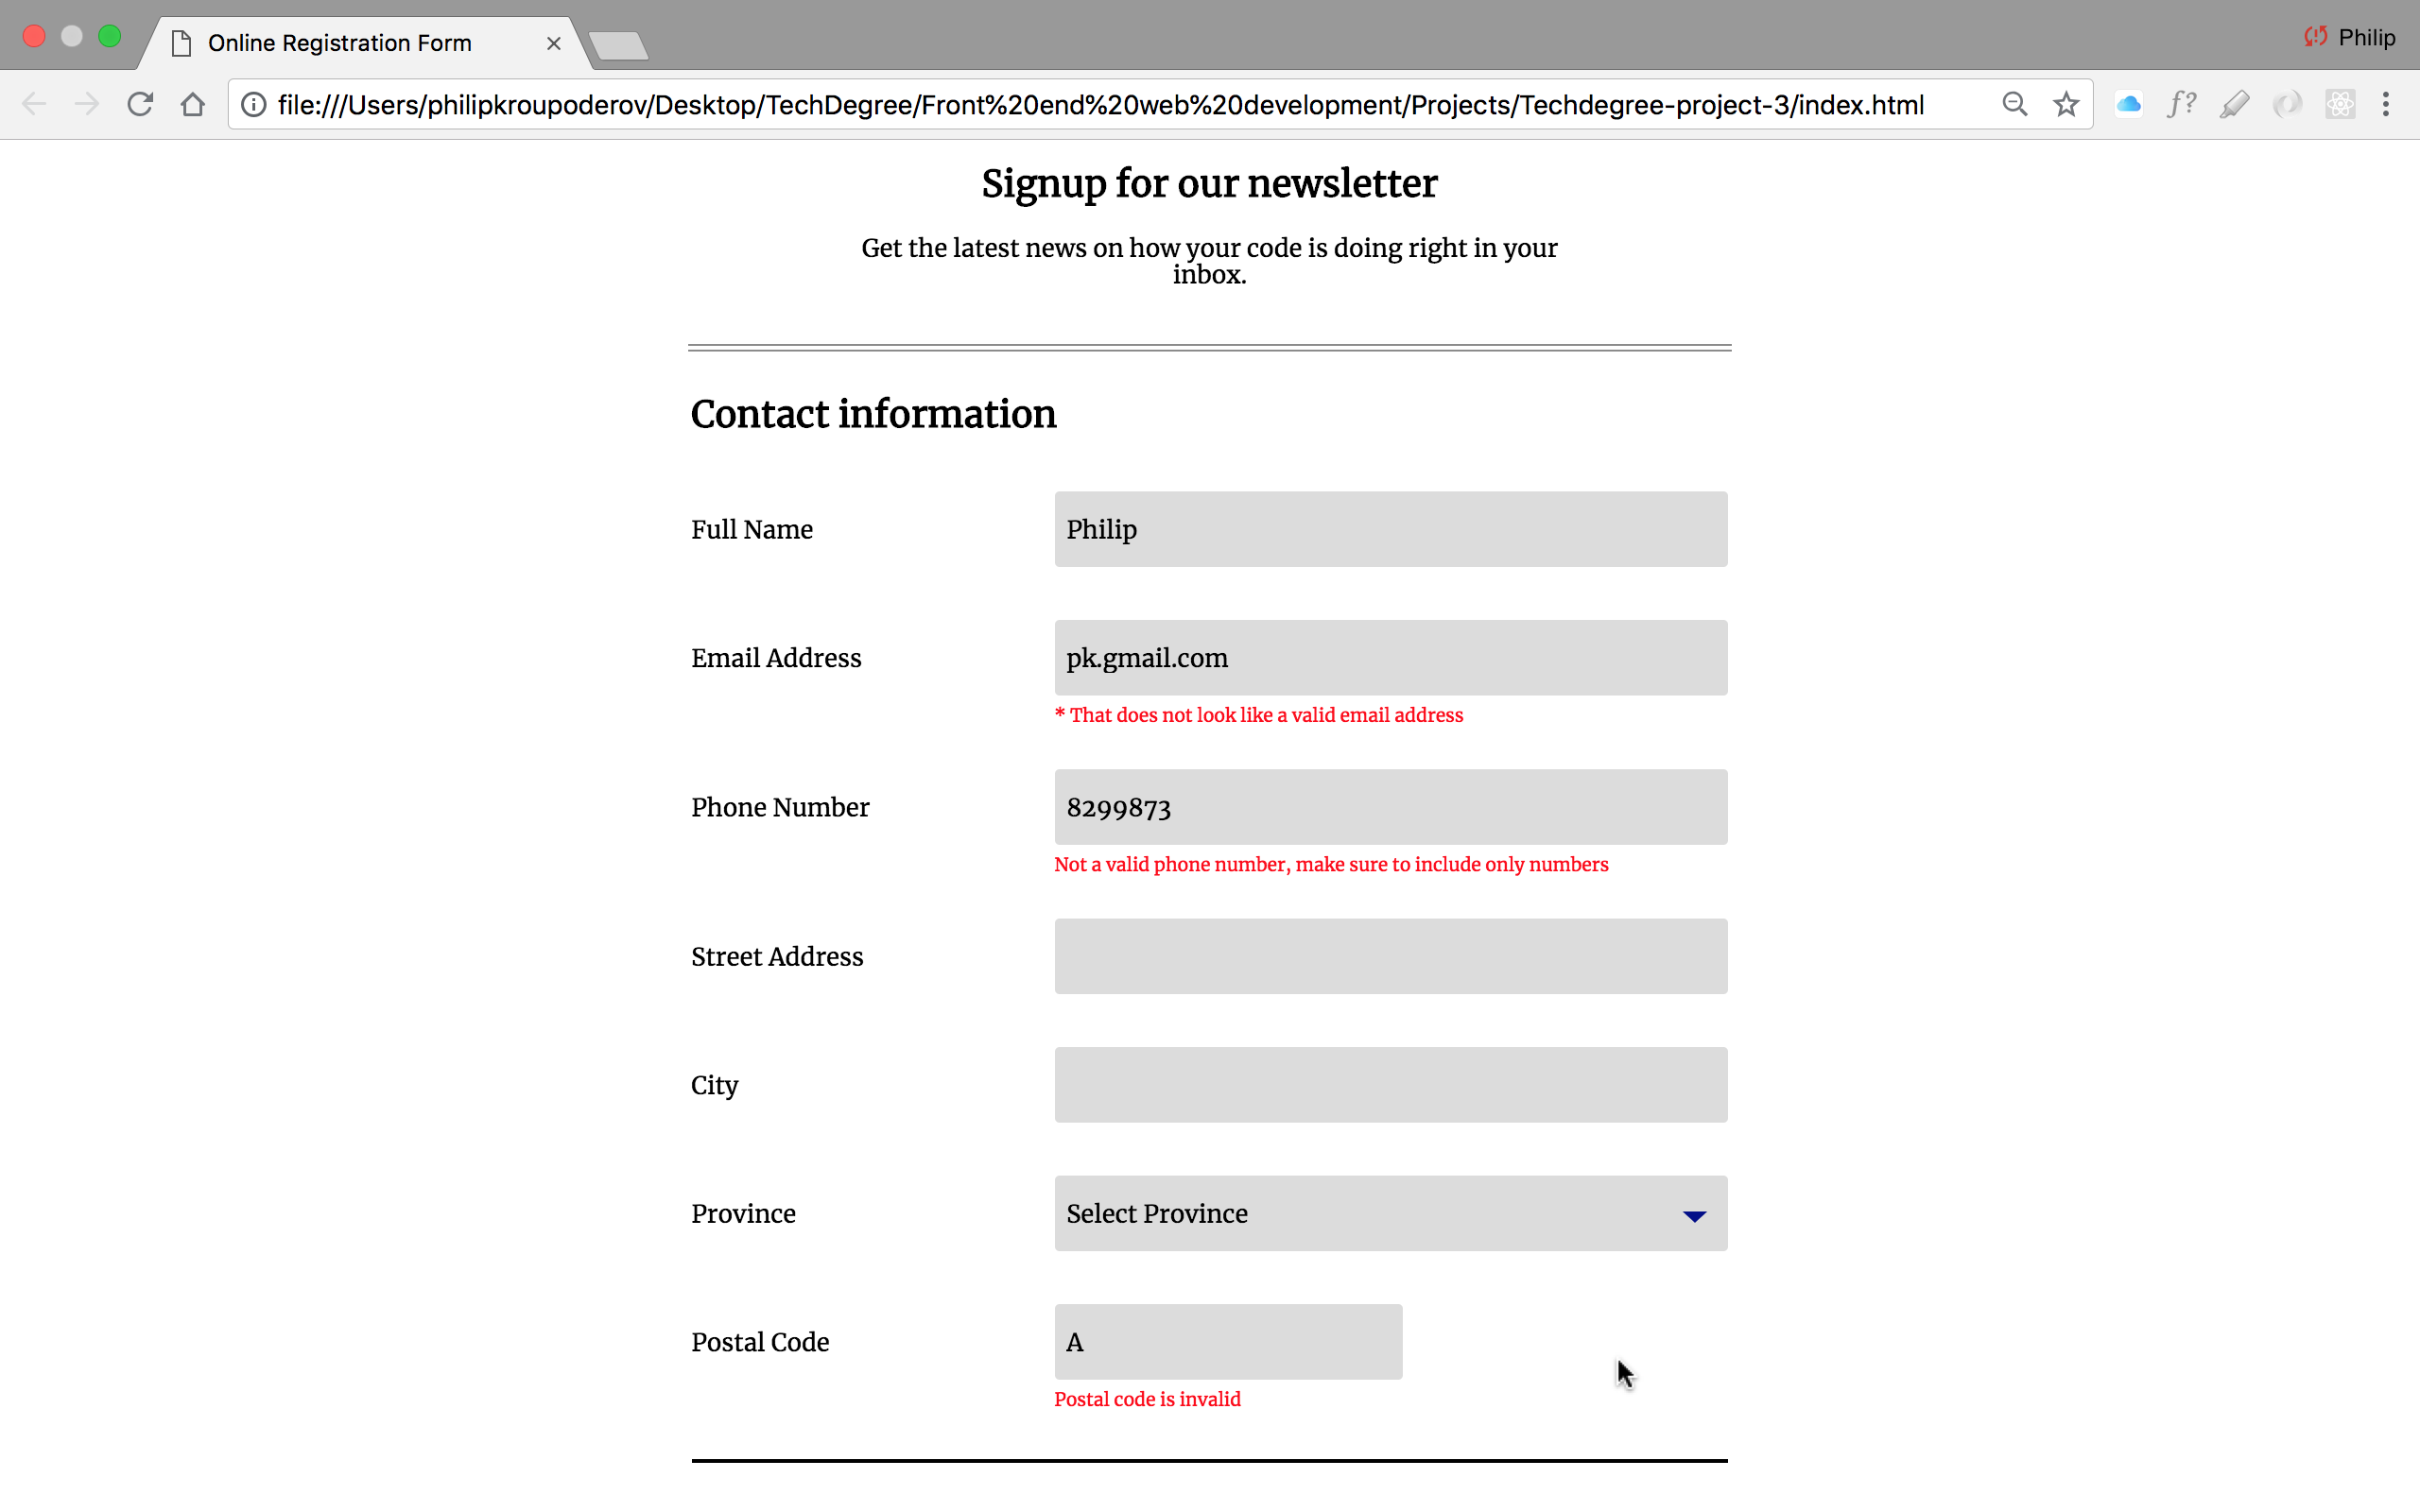 Online Registration Form
Philip
file:///Users/philipkroupoderov/Desktop/TechDegree/Front%20end%20web%20development/Projects/Techdegree-project-3/index.html
f?
Signup for our newsletter
Get the latest news on how your code is doing right in your
inbox.
Contact information
Full Name
Philip
Email Address
pk.gmail.com
* That does not look like a valid email address
Phone Number
8299873
Not a valid phone number, make sure to include only numbers
Street Address
City
Province
Select Province
Postal Code
A
Postal code is invalid